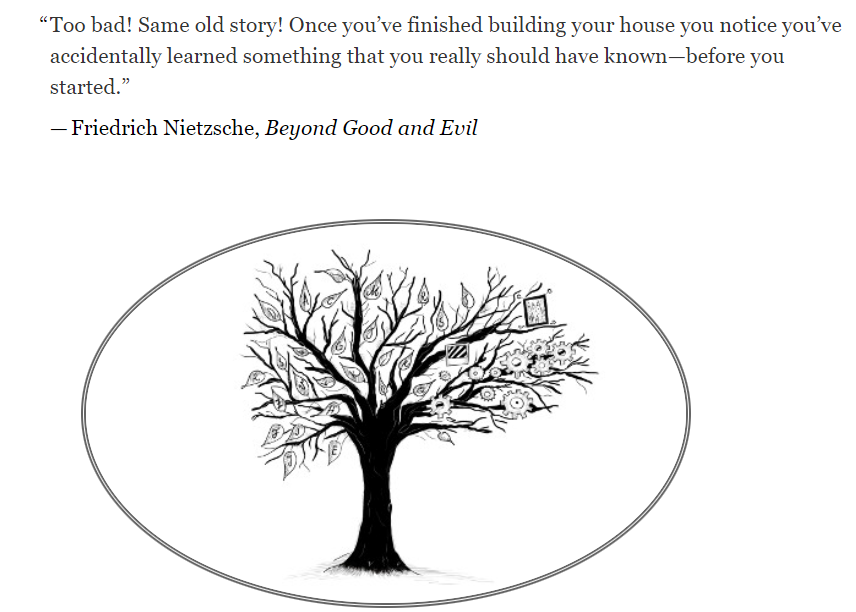 “Too bad! Same old story! Once you’ve finished building your house you notice you’ve
accidentally learned something that you really should have known—before you
started.”
— Friedrich Nietzsche, Beyond Good and Evil